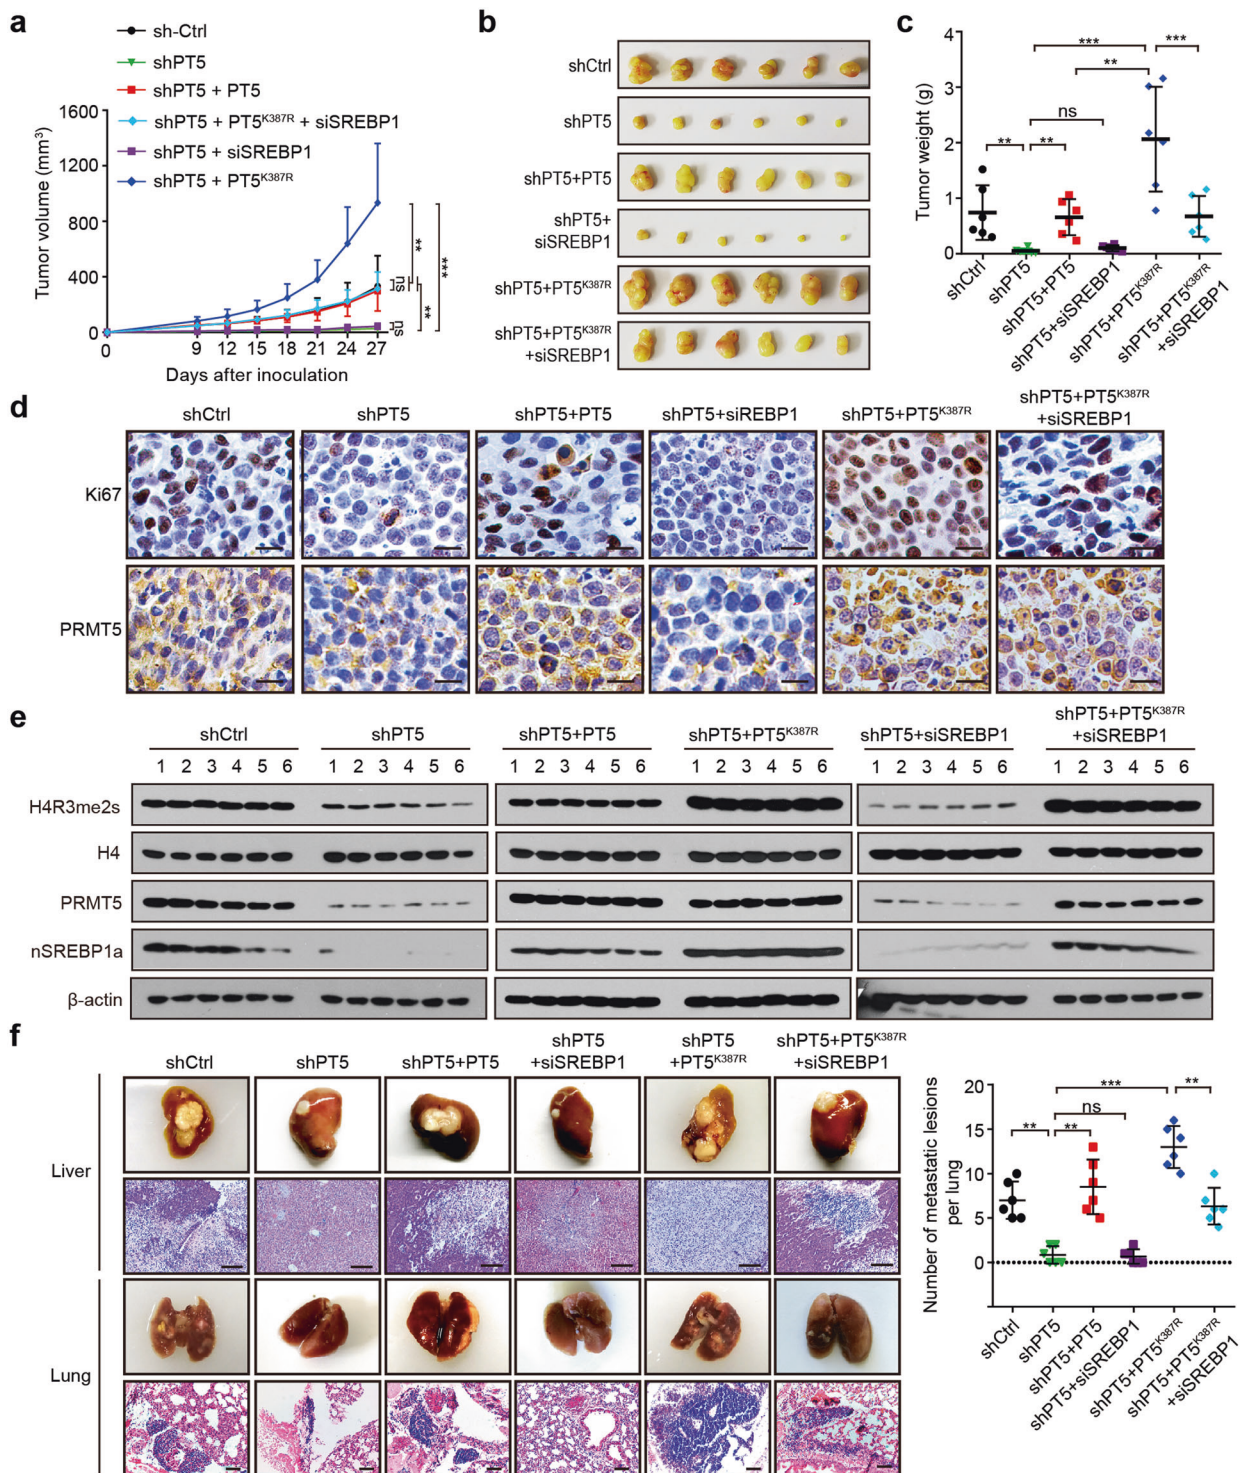 a
sh-Ctrl
shPT5
shPT5 + PT5
shPT5 + PT5K387R + siSREBP1
shPT5 + siSREBP1
shPT5 + PT5K387R
Tumor volume (mm3)
1600
1200
800
400
0
0 9 12 15 18 21 24 27
Days after inoculation
ns
**
***
ns
**
b
shCtrl
shPT5
shPT5+PT5
shPT5+
siSREBP1
shPT5+PT5K387R
shPT5+PT5K387R
+siSREBP1
c
Tumor weight (g)
4
3
2
1
0
*** ***
**
ns
** **
shCtrl
shPT5
shPT5+PT5
shPT5+siSREBP1
shPT5+PT5K387R
shPT5+PT5K387R
+siSREBP1
d
shCtrl shPT5 shPT5+PT5 shPT5+siREBP1 shPT5+PT5K387R shPT5+PT5K387R
+siSREBP1
Ki67
PRMT5
e
shCtrl shPT5 shPT5+PT5 shPT5+PT5K387R shPT5+siSREBP1 shPT5+PT5K387R
+siSREBP1
1 2 3 4 5 6 1 2 3 4 5 6 1 2 3 4 5 6 1 2 3 4 5 6 1 2 3 4 5 6 1 2 3 4 5 6
H4R3me2s
H4
PRMT5
nSREBP1a
β-actin
f
shCtrl shPT5 shPT5+PT5 shPT5
+siSREBP1 shPT5
+PT5K387R shPT5+PT5K387R
+siSREBP1
Liver
Lung
Number of metastatic lesions
per lung
20
15
10
5
0
*** **
ns
** **
shCtrl
shPT5
shPT5+PT5
shPT5+siSREBP1
shPT5+PT5K387R
shPT5+PT5K387R
+siSREBP1